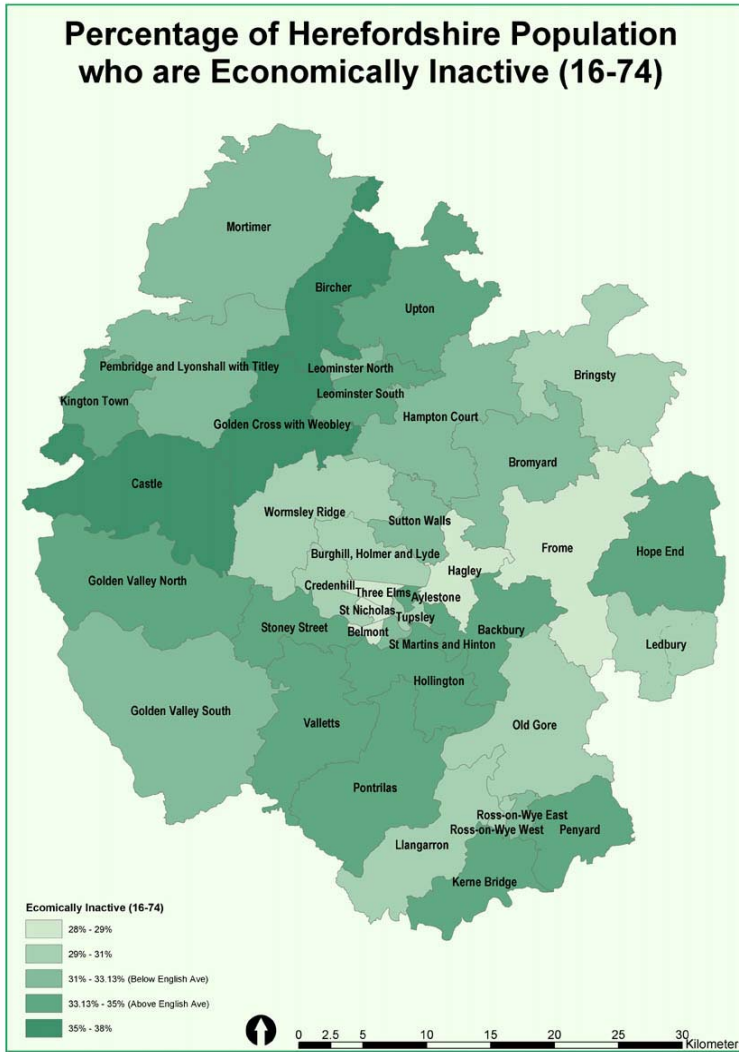 Percentage of Herefordshire Population
who are Economically Inactive (16-74)
Mortimer
Bircher
Upton
Pembridge and Lyonshall with Titley
Leominster North
Bringsty
Kington Town
Leominster South
Hampton Court
Golden Cross with Weobley
Bromyard
Castle
Wormsley Ridge
Sutton Walls
Burghill, Holmer and Lyde
Frome
Hope End
Golden Valley North
Credenhill
Hagley
Three Elms
Aylestone
St Nicholas
Tupsley
Stoney Street
Belmont
Backbury
St Martins and Hinton
Ledbury
Hollington
Golden Valley South
Valletts
Old Gore
Pontrilas
Ross-on-Wye East
Ross-on-Wye West
Penyard
Llangarron
Kerne Bridge
Ecomically Inactive (16-74)
28% - 29%
29% - 31%
31% - 33.13% (Below English Ave)
33.13% - 35% (Above English Ave)
35% - 38%
0 2.5 5 10 15 20 25 30
Kilometer